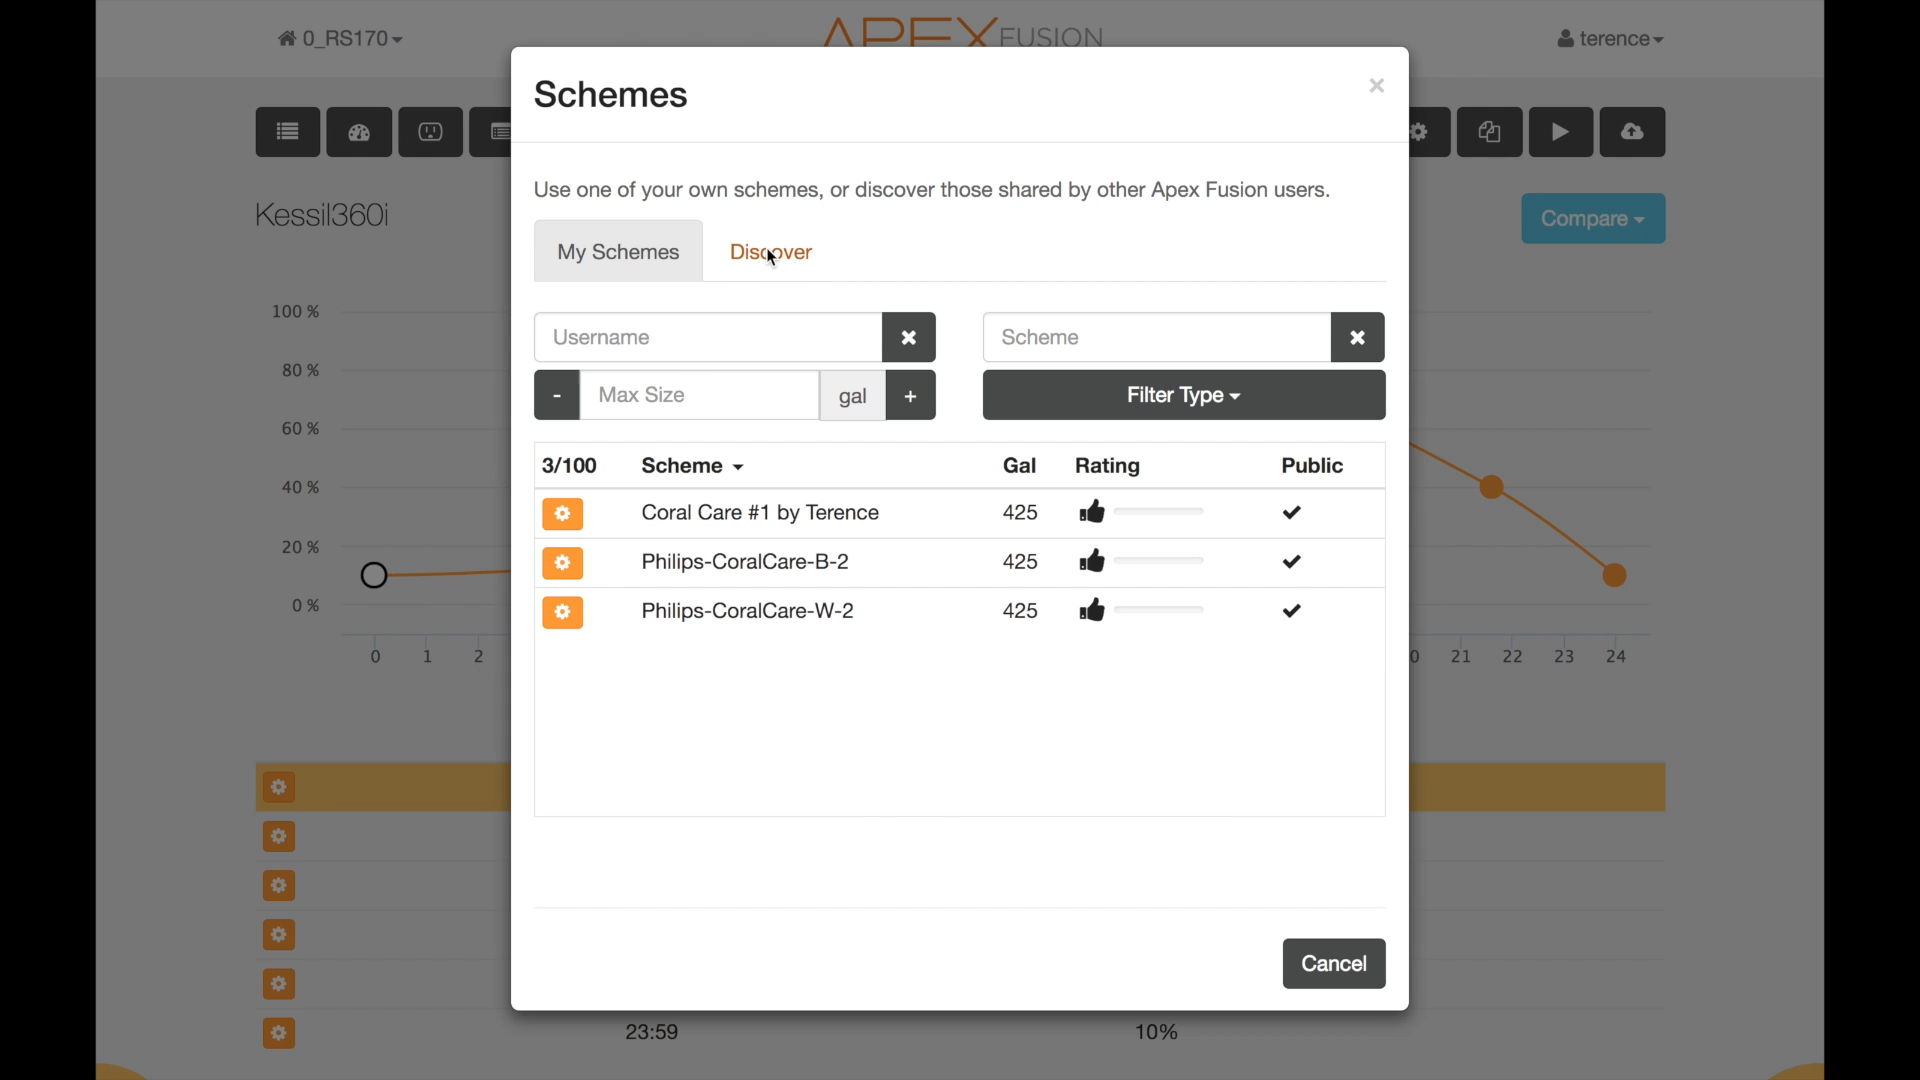 0_RS170
APEX FUSION
terence
Schemes
×
Use one of your own schemes, or discover those shared by other Apex Fusion users.
Kessil360i
Compare
My Schemes
Discover
Username
Scheme
- Max Size gal +
Filter Type
3/100 Scheme Gal Rating Public
Coral Care #1 by Terence 425
Philips-CoralCare-B-2 425
Philips-CoralCare-W-2 425
100 %
80 %
60 %
40 %
20 %
0 %
0 1 2 0 21 22 23 24
Cancel
23:59 10%